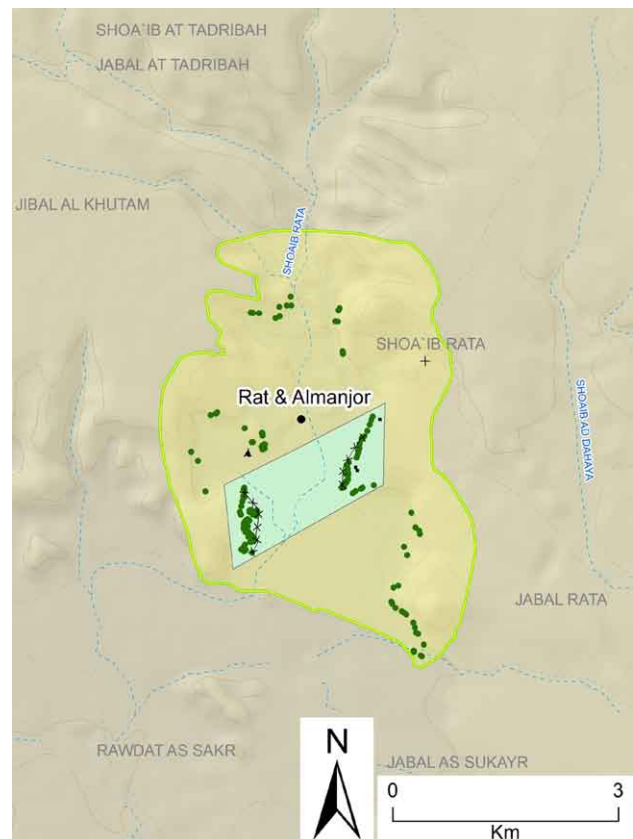 SHOA`IB AT TADRIBAH
JABAL AT TADRIBAH
JIBAL AL KHUTAM
SHOAIB RATA
SHOA`IB RATA
Rat & Almanjor
SHOAIB AD DAHAYA
JABAL RATA
RAWDAT AS SAKR
N
JABAL AS SUKAYR
0 3
Km